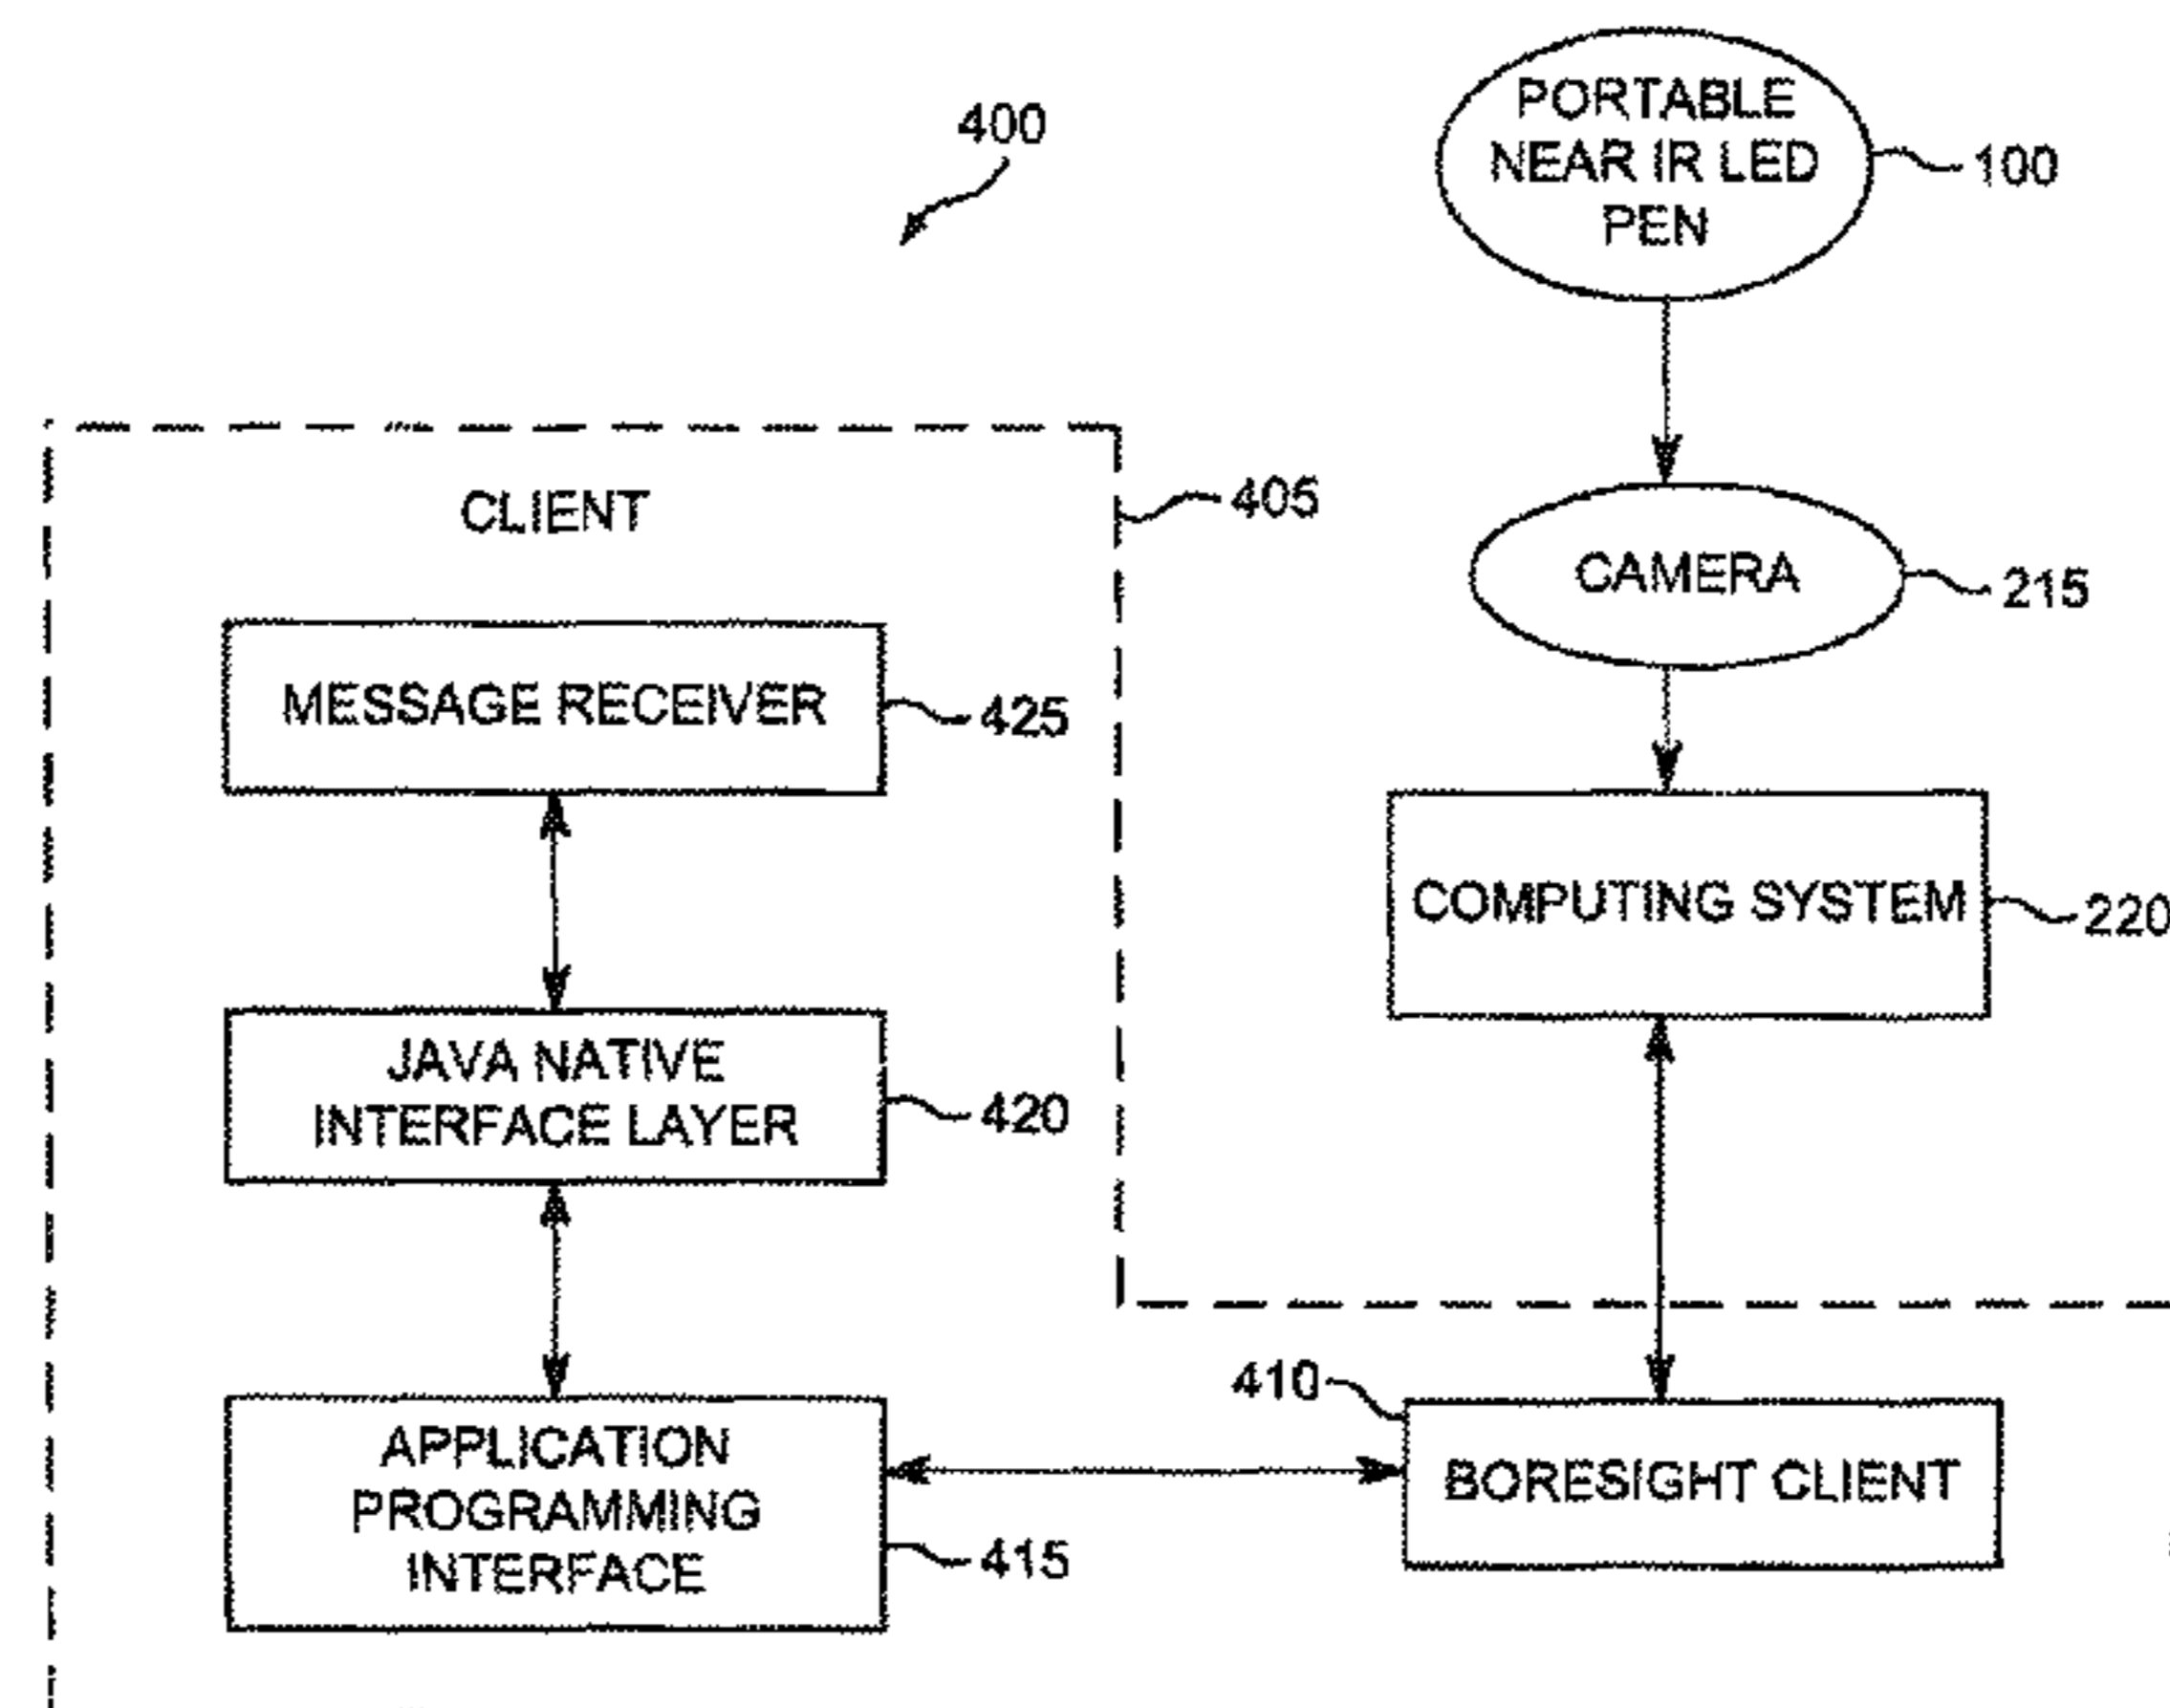 400
PORTABLE
NEAR IR LED
PEN
100
CLIENT
405
CAMERA
215
MESSAGE RECEIVER
425
COMPUTING SYSTEM
220
JAVA NATIVE
INTERFACE LAYER
420
410
APPLICATION
PROGRAMMING
INTERFACE
415
BORESIGHT CLIENT